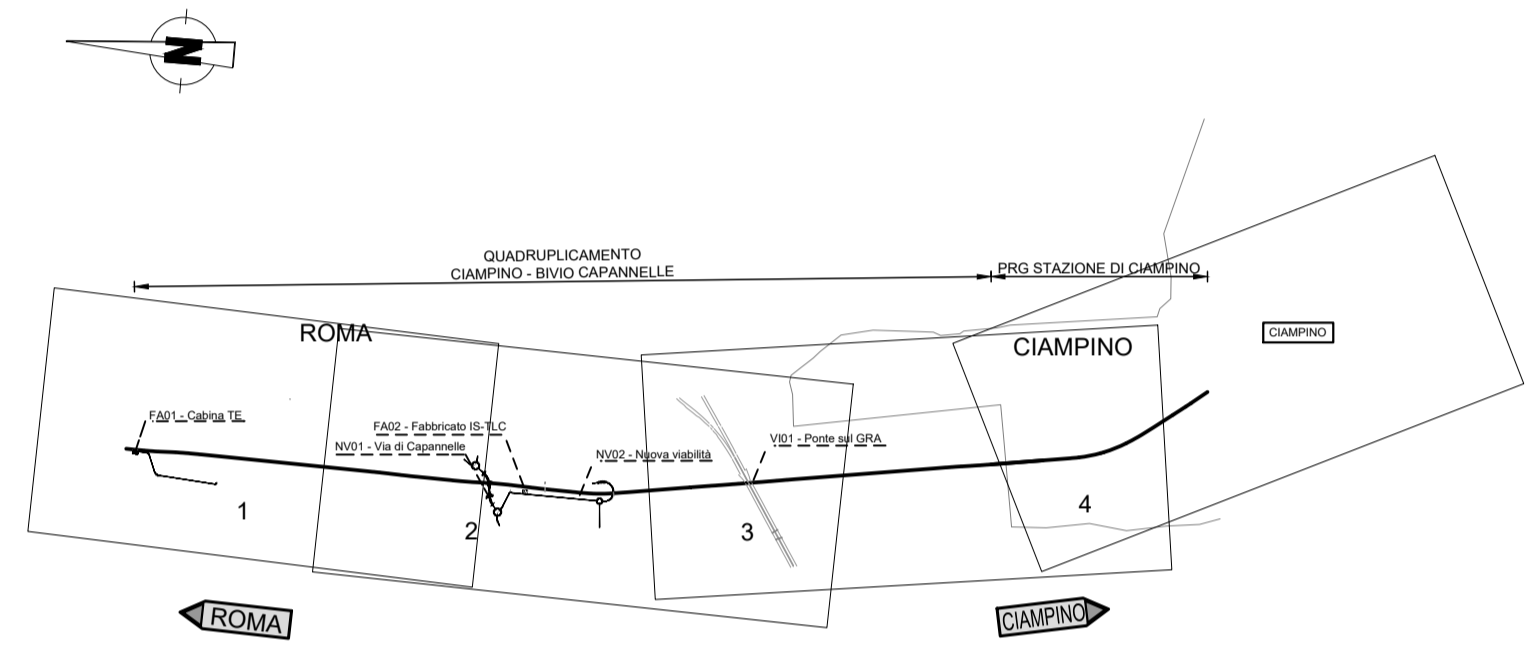 N
QUADRUPLICAMENTO
CIAMPINO - BIVIO CAPANNELLE
PRG STAZIONE DI CIAMPINO
ROMA
CIAMPINO
CIAMPINO
FA01 - Cabina TE
FA02 - Fabbricato IS-TLC
NV01 - Via di Capannelle
NV02 - Nuova viabilità
VI01 - Ponte sul GRA
1
2
3
4
ROMA
CIAMPINO